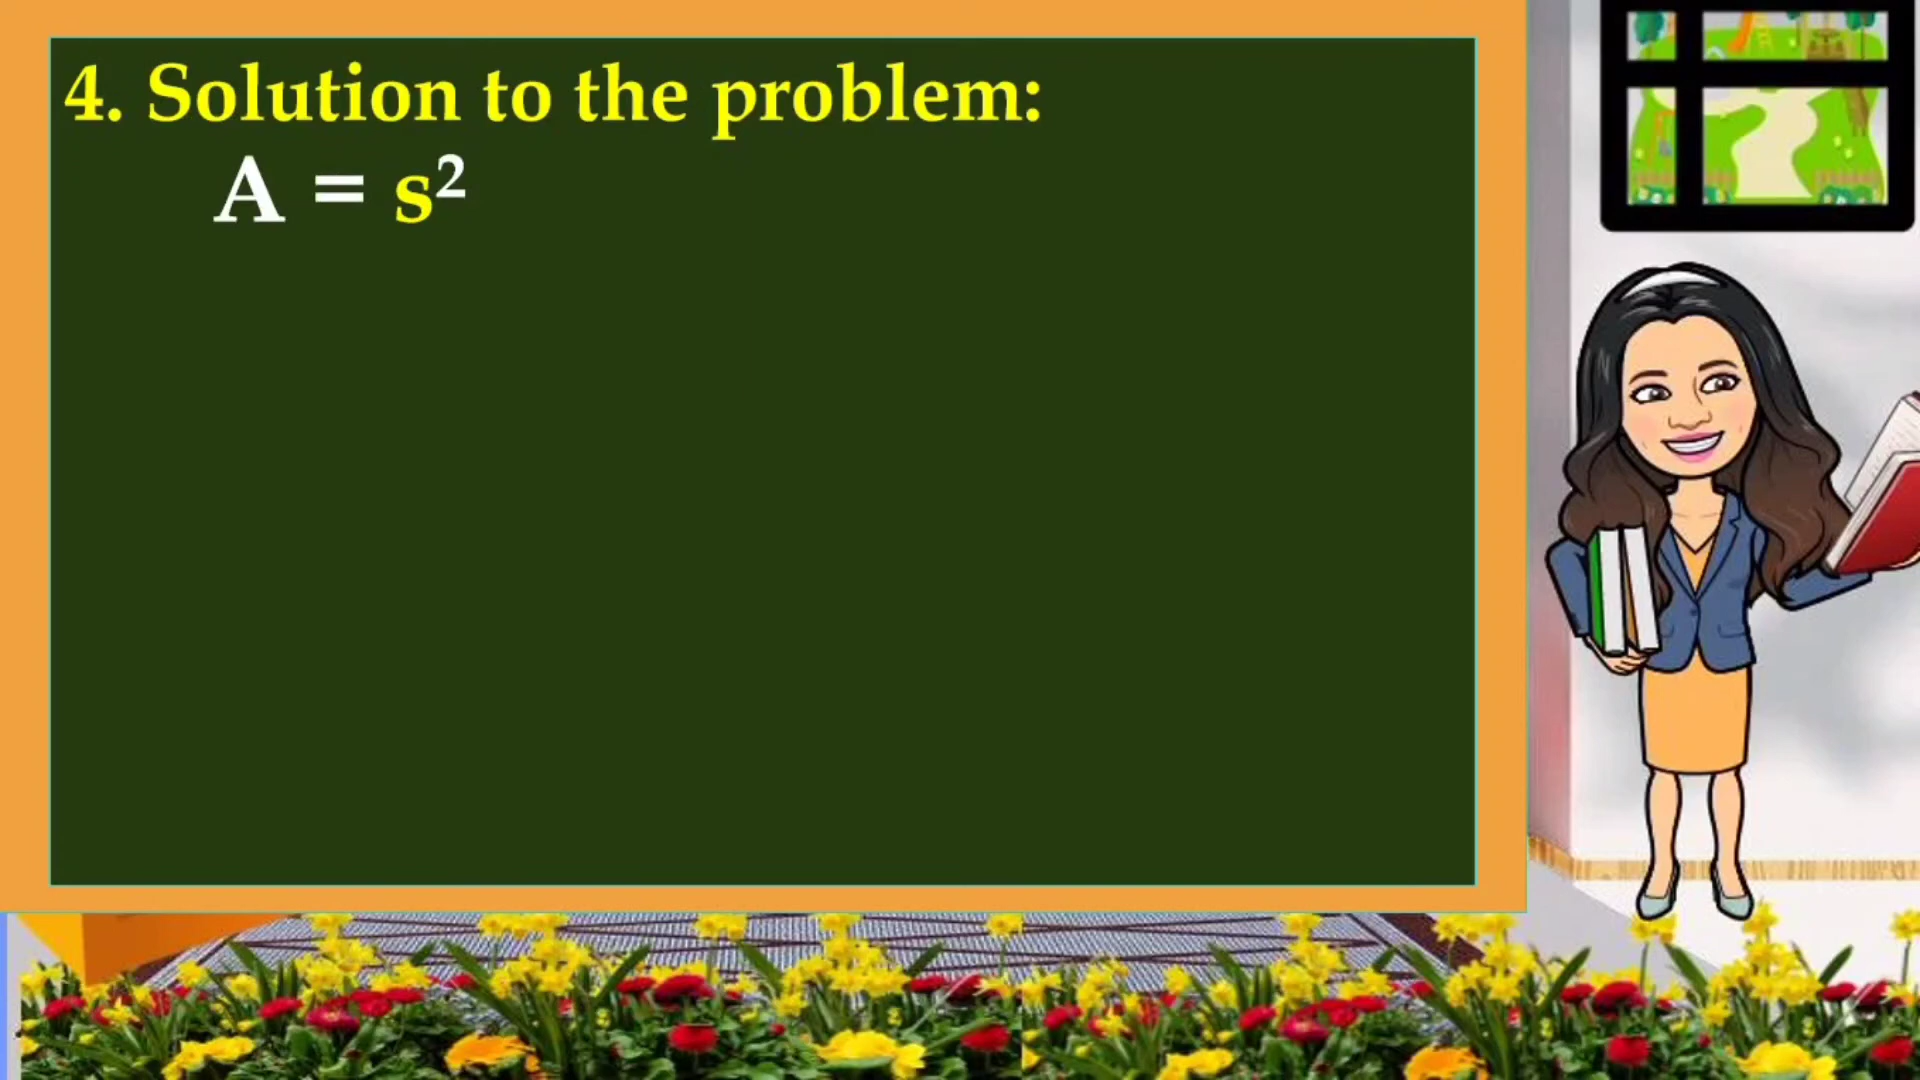 4. Solution to the problem:
A = s²